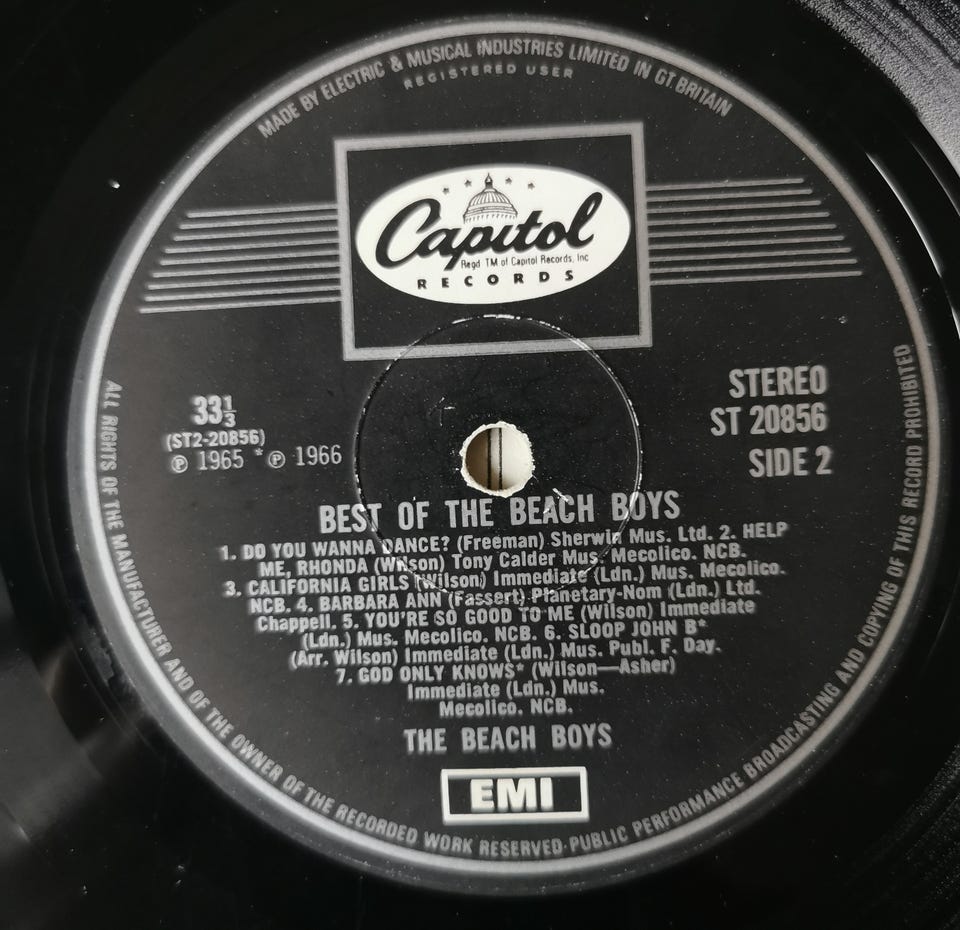 MADE BY ELECTRIC & MUSICAL INDUSTRIES LIMITED IN GT. BRITAIN
REGISTERED USER
Capitol
Regd TM of Capitol Records, Inc
RECORDS
33⅓
(ST2-20856)
℗ 1965 * ℗ 1966
STEREO
ST 20856
SIDE 2
BEST OF THE BEACH BOYS
1. DO YOU WANNA DANCE? (Freeman) Sherwin Mus. Ltd. 2. HELP
ME, RHONDA (Wilson) Tony Calder Mus. Mecolico. NCB.
3. CALIFORNIA GIRLS (Wilson) Immediate (Ldn.) Mus. Mecolico.
NCB. 4. BARBARA ANN (Fassert) Planetary-Nom (Ldn.) Ltd.
Chappell. 5. YOU'RE SO GOOD TO ME (Wilson) Immediate
(Ldn.) Mus. Mecolico. NCB. 6. SLOOP JOHN B*
(Arr. Wilson) Immediate (Ldn.) Mus. Publ. F. Day.
7. GOD ONLY KNOWS* (Wilson—Asher)
Immediate (Ldn.) Mus.
Mecolico. NCB.
THE BEACH BOYS
EMI
ALL RIGHTS OF THE MANUFACTURER AND OF THE OWNER OF THE RECORDED WORK RESERVED·PUBLIC PERFORMANCE BROADCASTING AND COPYING OF THIS RECORD PROHIBITED